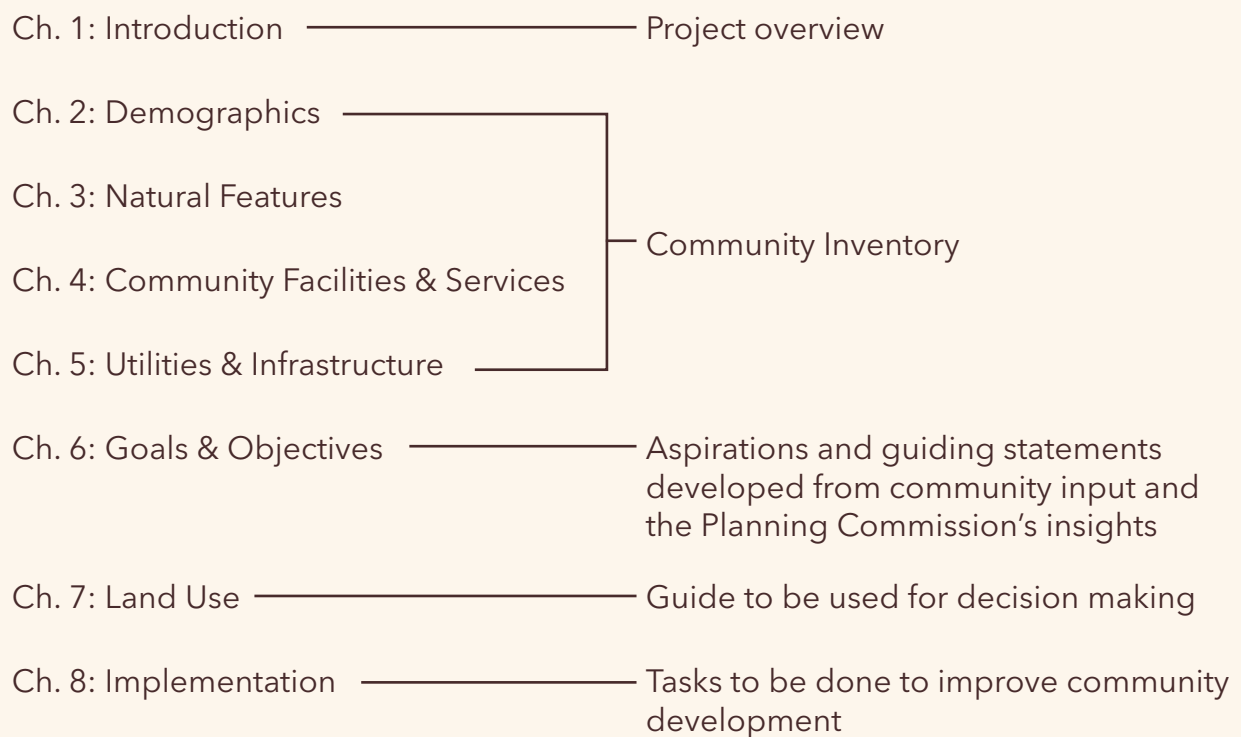 Ch. 1: Introduction
Project overview
Ch. 2: Demographics
Ch. 3: Natural Features
Ch. 4: Community Facilities & Services
Ch. 5: Utilities & Infrastructure
Community Inventory
Ch. 6: Goals & Objectives
Aspirations and guiding statements
developed from community input and
the Planning Commission’s insights
Ch. 7: Land Use
Guide to be used for decision making
Ch. 8: Implementation
Tasks to be done to improve community
development